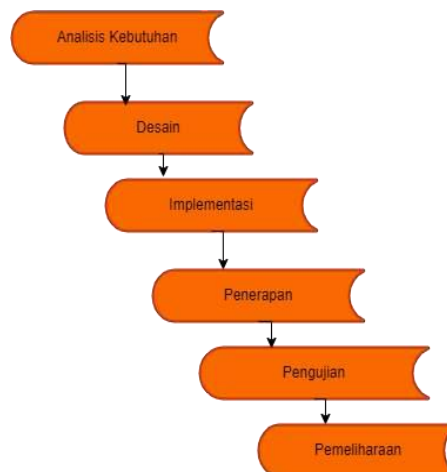 Analisis Kebutuhan
Desain
Implementasi
Penerapan
Pengujian
Pemeliharaan